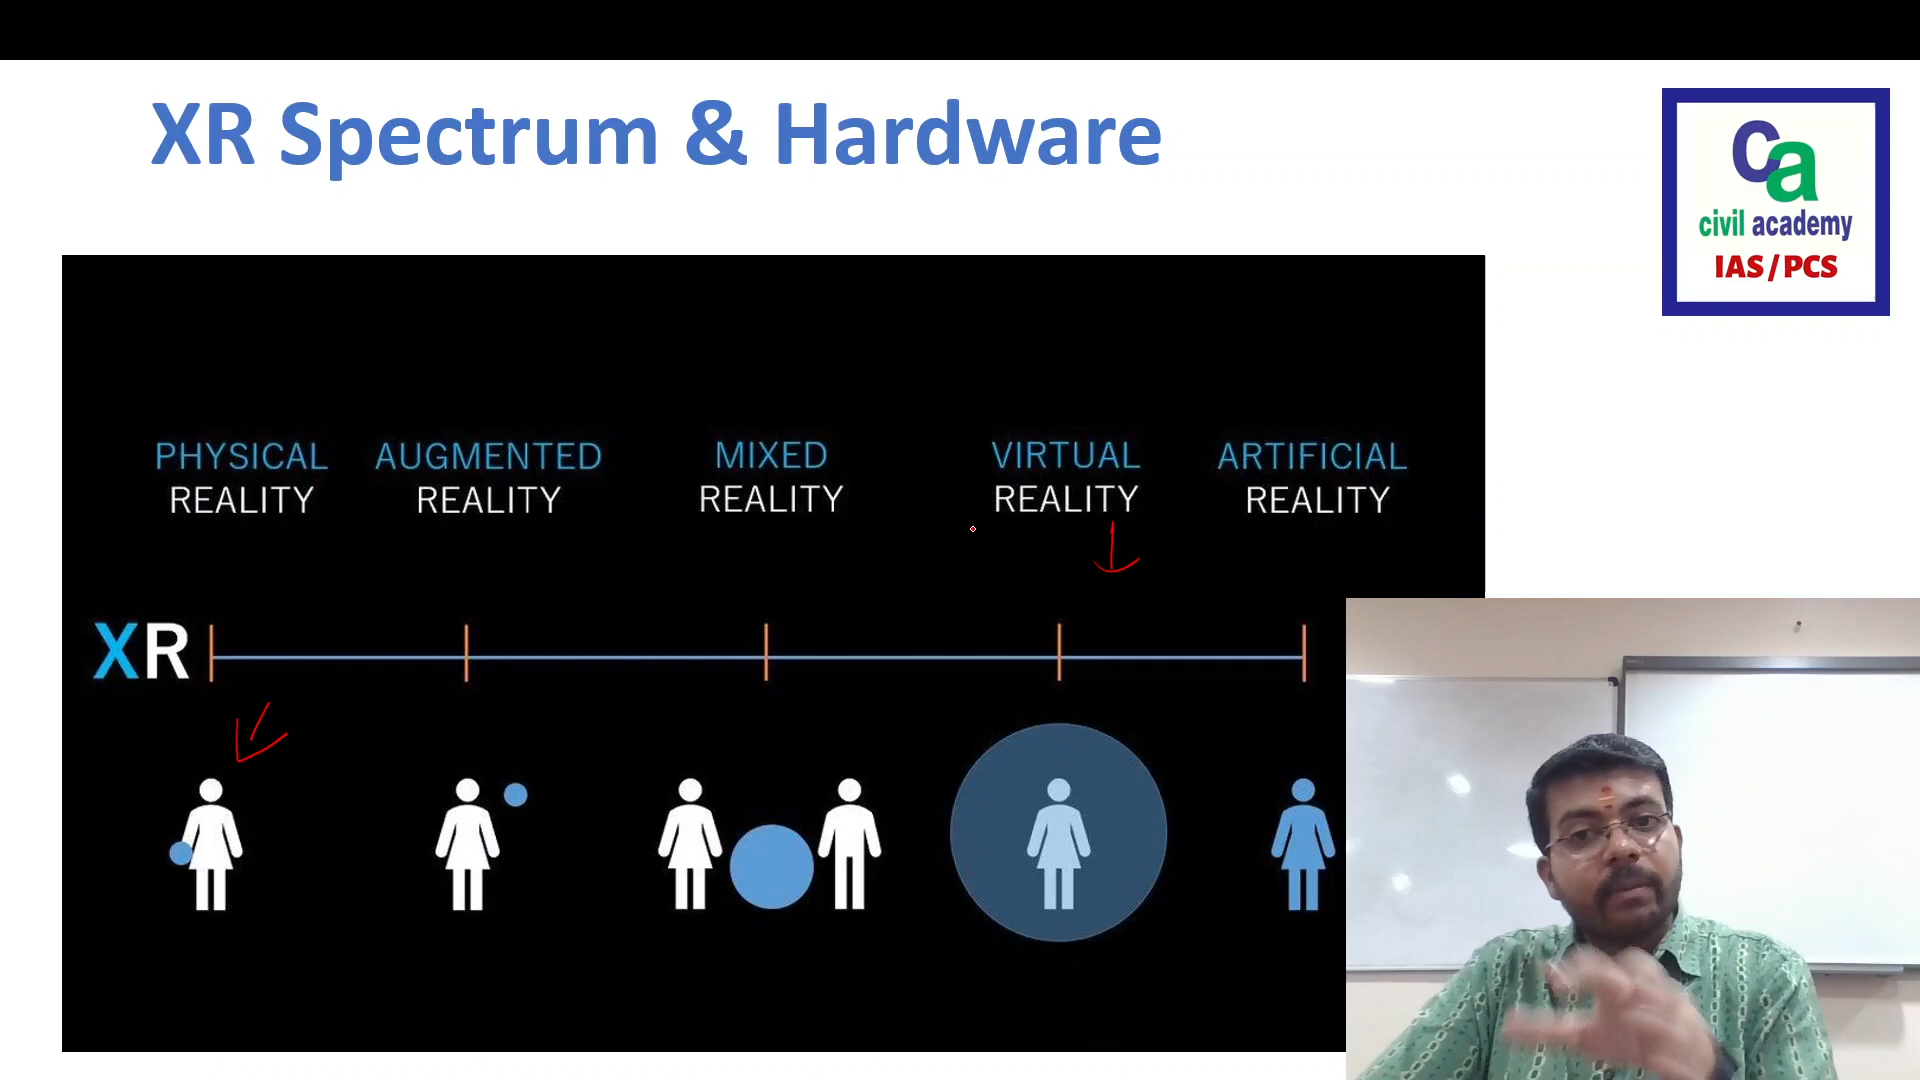 XR Spectrum & Hardware
ca
civil academy
IAS/PCS
PHYSICAL REALITY
AUGMENTED REALITY
MIXED REALITY
VIRTUAL REALITY
ARTIFICIAL REALITY
XR